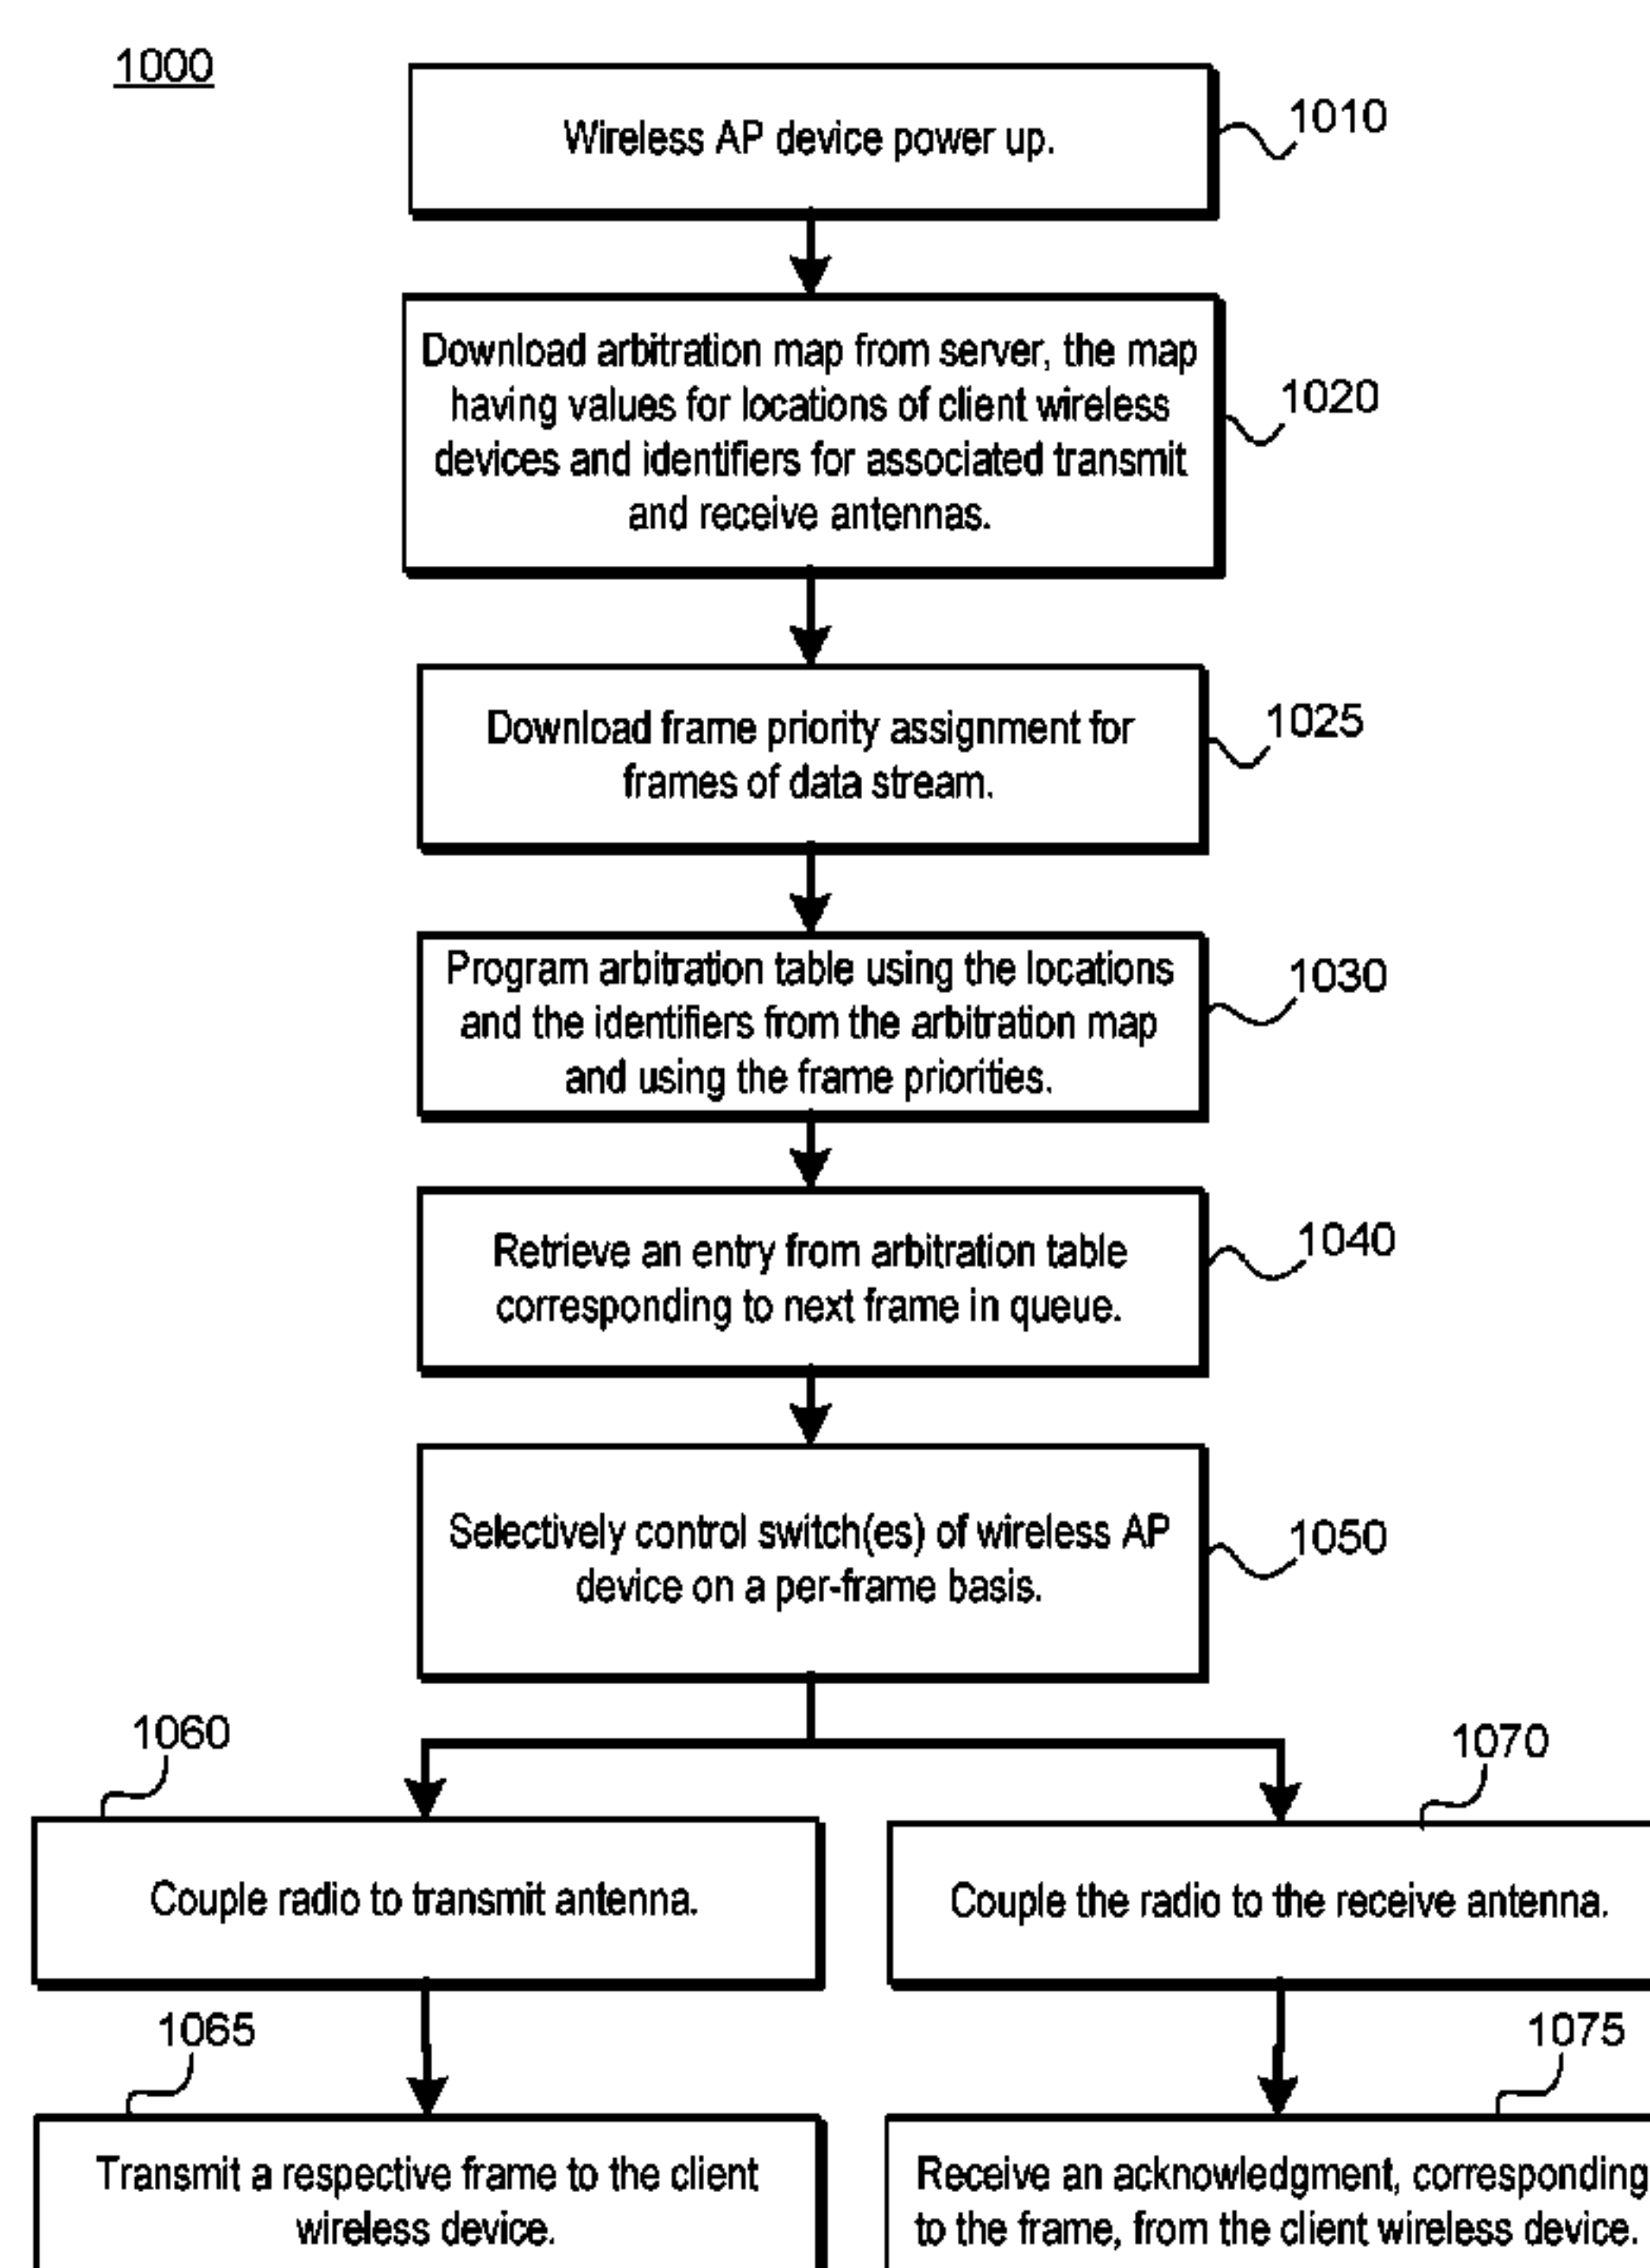 1000
Wireless AP device power up.
1010
Download arbitration map from server, the map
having values for locations of client wireless
devices and identifiers for associated transmit
and receive antennas.
1020
Download frame priority assignment for
frames of data stream.
1025
Program arbitration table using the locations
and the identifiers from the arbitration map
and using the frame priorities.
1030
Retrieve an entry from arbitration table
corresponding to next frame in queue.
1040
Selectively control switch(es) of wireless AP
device on a per-frame basis.
1050
1060
Couple radio to transmit antenna.
1070
Couple the radio to the receive antenna.
1065
Transmit a respective frame to the client
wireless device.
1075
Receive an acknowledgment, corresponding
to the frame, from the client wireless device.